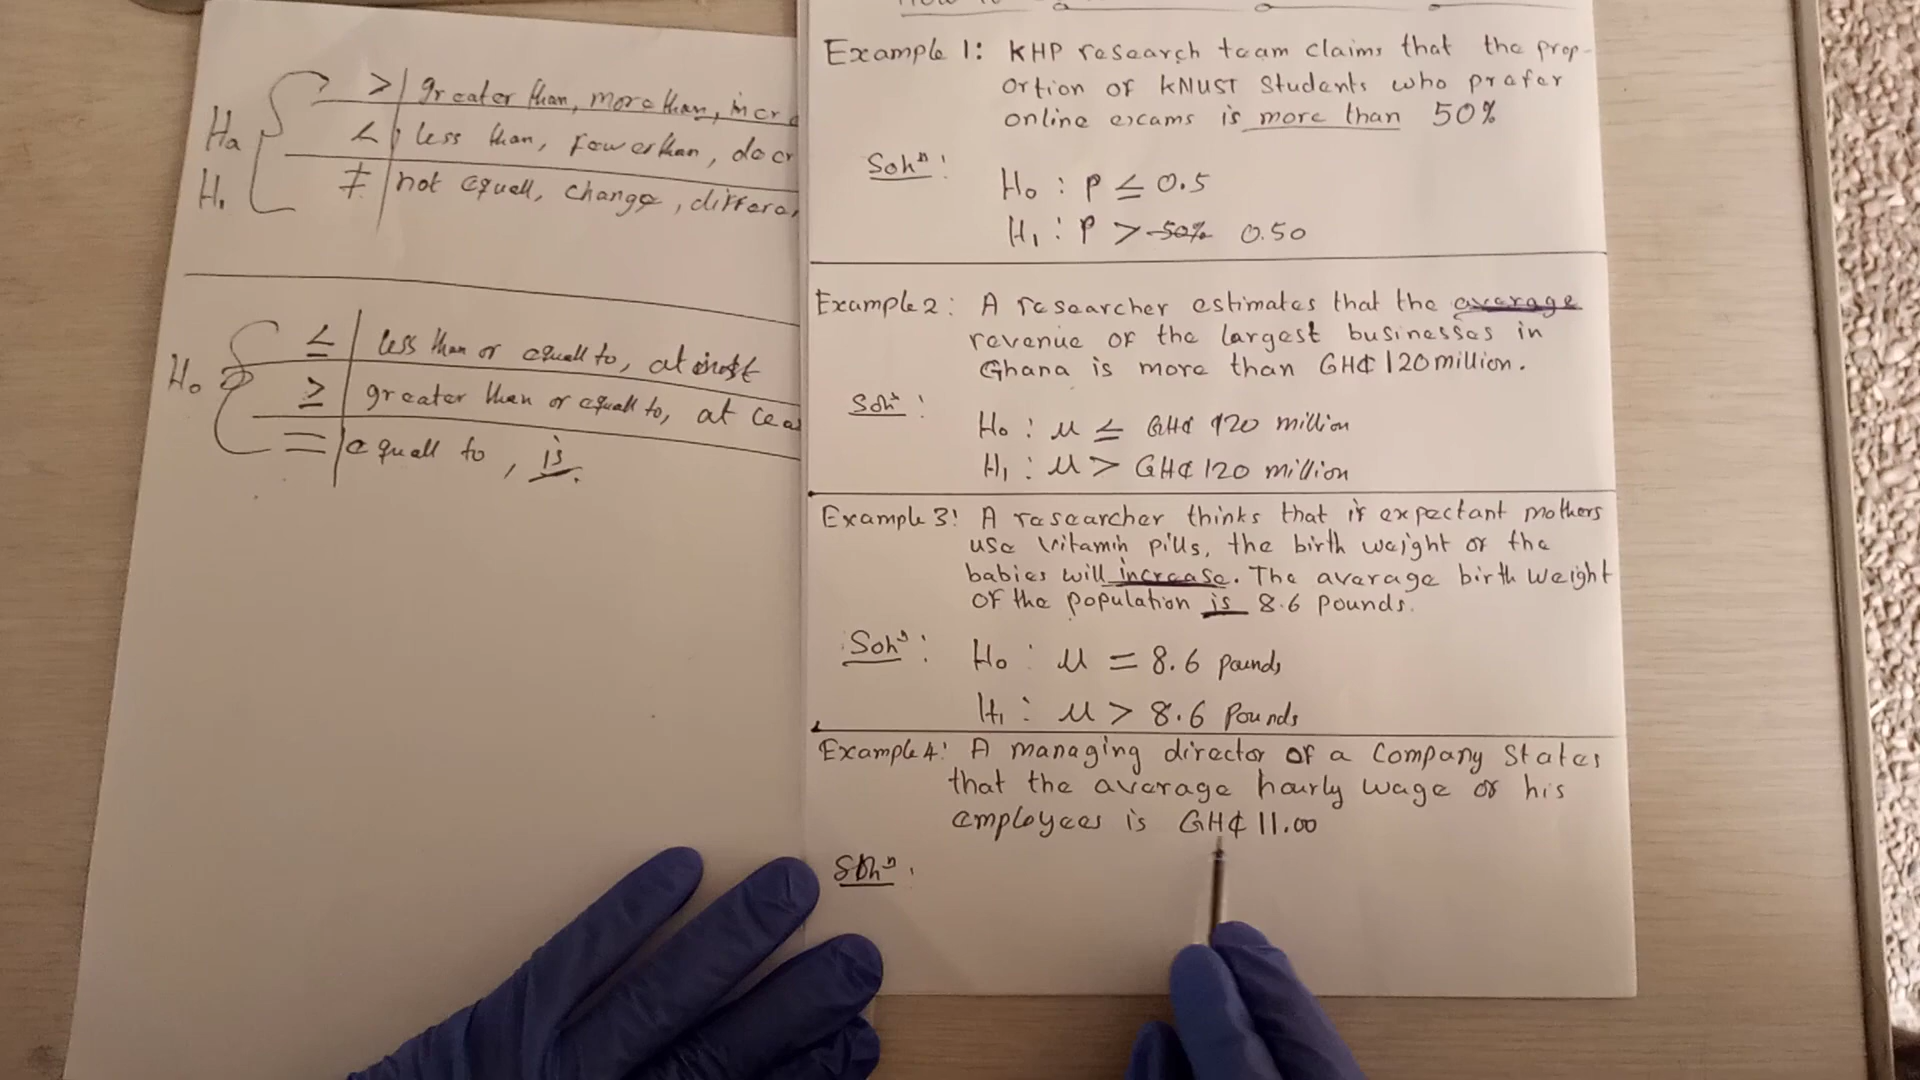 Ha
H1
> greater than, more than, incre
< less than, fewer than, decr
≠ not equall, change, differe
Ho
≤ less than or equall to, at most
≥ greater than or equall to, at lea
= equall to, is.
Example 1: KHP research team claims that the prop-
ortion of KNUST Students who prefer
online exams is more than 50%
Soln:
Ho : P ≤ 0.5
H1 : P > 50% 0.50
Example 2: A researcher estimates that the average
revenue of the largest businesses in
Ghana is more than GH₵ 120 million.
Soln:
Ho : μ ≤ GH₵ 120 million
H1 : μ > GH₵ 120 million
Example 3: A researcher thinks that if expectant mothers
use vitamin pills, the birth weight of the
babies will increase. The average birth weight
of the population is 8.6 pounds.
Soln:
Ho : μ = 8.6 pounds
H1 : μ > 8.6 Pounds
Example 4: A managing director of a Company States
that the average hourly wage of his
employees is GH₵ 11.00
Soln: